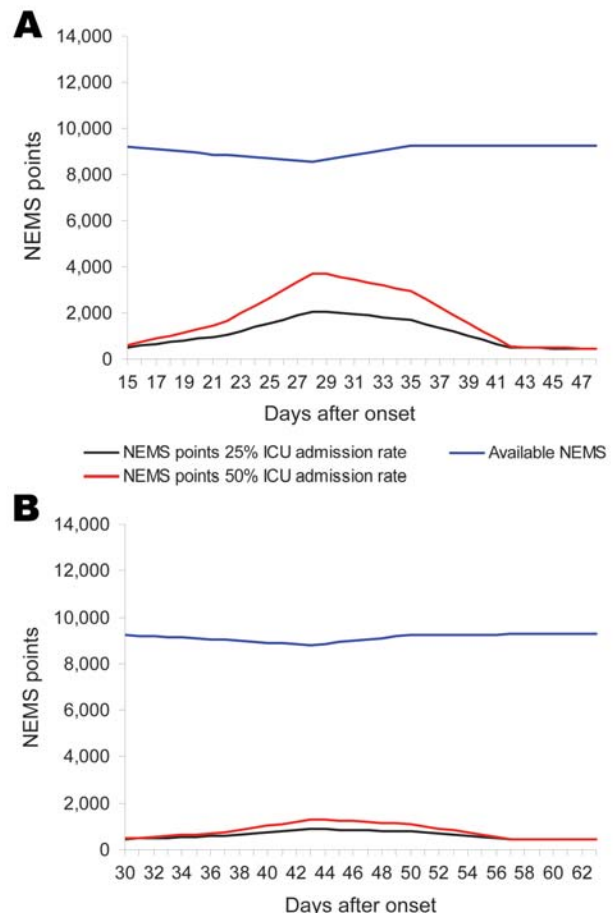 A
14,000
12,000
10,000
8,000
6,000
4,000
2,000
0
NEMS points
15 17 19 21 23 25 27 29 31 33 35 37 39 41 43 45 47
Days after onset
NEMS points 25% ICU admission rate Available NEMS
NEMS points 50% ICU admission rate
B
14,000
12,000
10,000
8,000
6,000
4,000
2,000
0
NEMS points
30 32 34 36 38 40 42 44 46 48 50 52 54 56 58 60 62
Days after onset